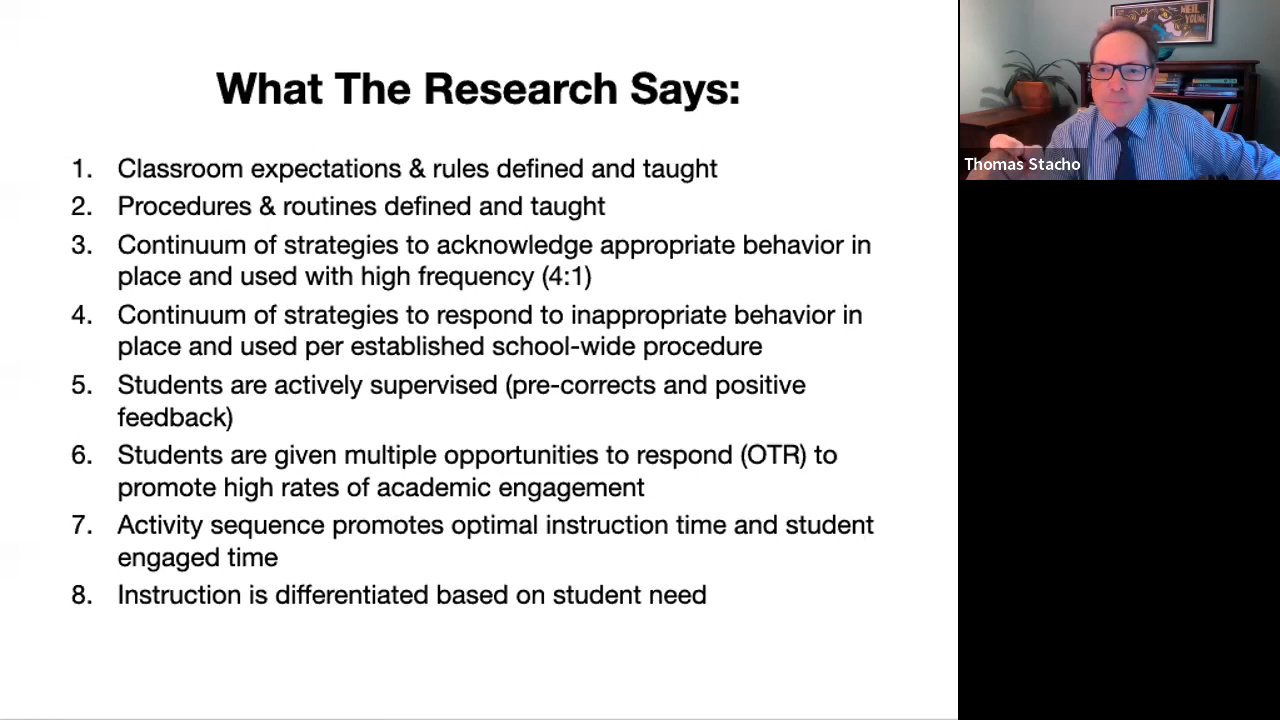 What The Research Says:
1. Classroom expectations & rules defined and taught
2. Procedures & routines defined and taught
3. Continuum of strategies to acknowledge appropriate behavior in
place and used with high frequency (4:1)
4. Continuum of strategies to respond to inappropriate behavior in
place and used per established school-wide procedure
5. Students are actively supervised (pre-corrects and positive
feedback)
6. Students are given multiple opportunities to respond (OTR) to
promote high rates of academic engagement
7. Activity sequence promotes optimal instruction time and student
engaged time
8. Instruction is differentiated based on student need
NEIL
YOUNG
Thomas Stacho